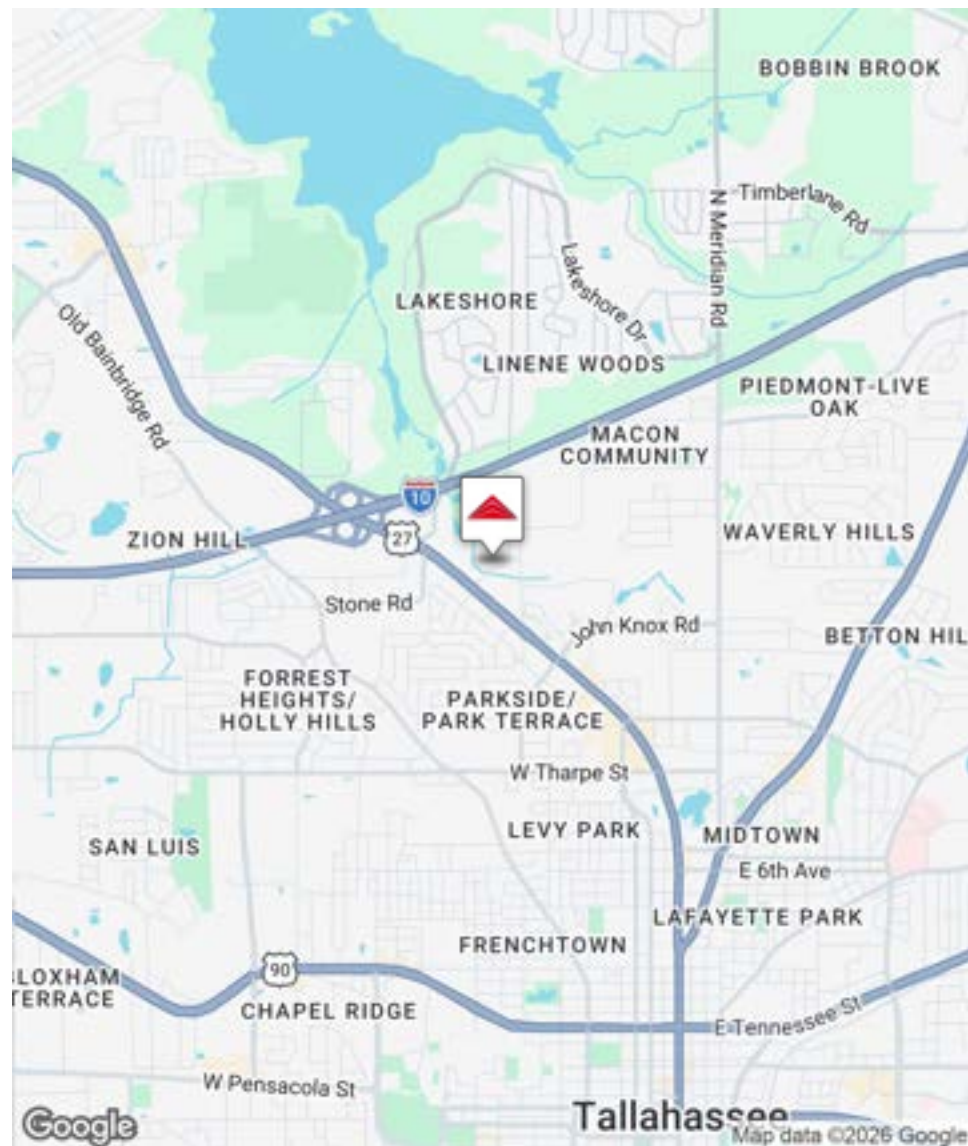 BOBBIN BROOK
Timberlane Rd
N Meridian Rd
Lakeshore Dr
LAKESHORE
Old Bainbridge Rd
LINENE WOODS
PIEDMONT-LIVE
OAK
MACON
COMMUNITY
10
27
ZION HILL
WAVERLY HILLS
Stone Rd
John Knox Rd
BETTON HIL
FORREST
HEIGHTS/
HOLLY HILLS
PARKSIDE/
PARK TERRACE
W Tharpe St
LEVY PARK
MIDTOWN
SAN LUIS
E 6th Ave
LAFAYETTE PARK
FRENCHTOWN
90
LOXHAM
TERRACE
CHAPEL RIDGE
E Tennessee St
W Pensacola St
Tallahassee
Google
Map data ©2026 Google